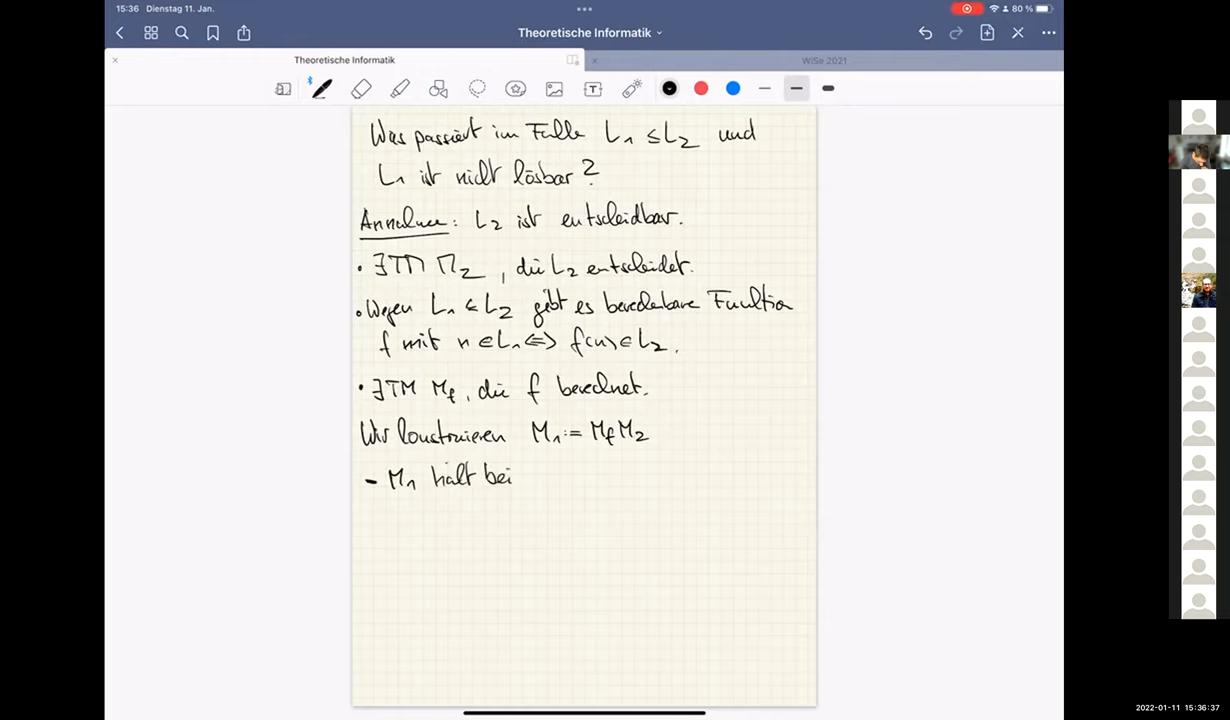 15:36 Dienstag 11. Jan.
80 %
Theoretische Informatik
Theoretische Informatik
WiSe 2021
Was passiert im Falle L₁ ≤ L₂ und
L₁ ist nicht lösbar?
Annahme: L₂ ist entscheidbar.
• ∃ TM M₂, die L₂ entscheidet.
• Wegen L₁ ≤ L₂ gibt es berechenbare Funktion
f mit w ∈ L₁ ⇔ f(w) ∈ L₂.
• ∃ TM M_f, die f berechnet.
Wir konstruieren M₁ := M_f M₂
- M₁ hält bei
2022-01-11 15:36:37